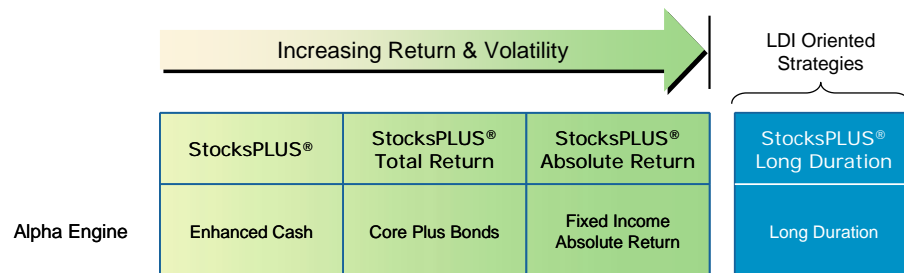 Increasing Return & Volatility
LDI Oriented
Strategies
StocksPLUS®
StocksPLUS®
Total Return
StocksPLUS®
Absolute Return
StocksPLUS®
Long Duration
Alpha Engine
Enhanced Cash
Core Plus Bonds
Fixed Income
Absolute Return
Long Duration